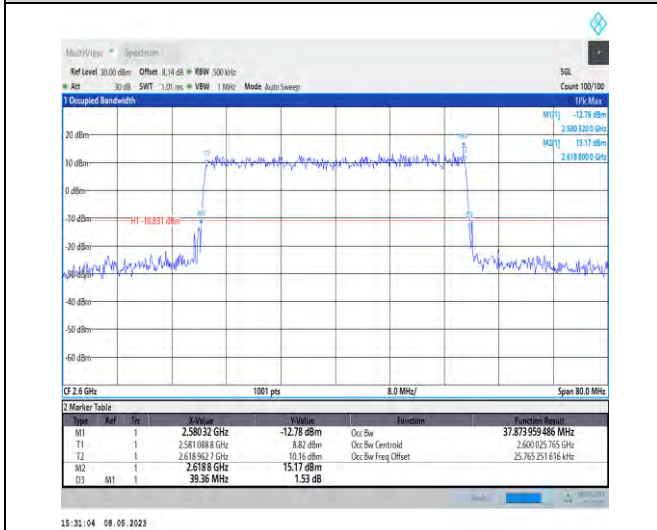 MultiView Spectrum
Ref Level 30.00 dBm Offset 8.14 dB RBW 500 kHz SGL
Att 30 dB SWT 1.01 ms VBW 1 MHz Mode Auto Sweep Count 100/100
1 Occupied Bandwidth 1Pk Max
M1[1] -12.78 dBm
2.580 320 0 GHz
M2[1] 15.17 dBm
2.618 800 0 GHz
20 dBm
M2
T1
10 dBm
0 dBm
M1
-10 dBm H1 -10.831 dBm
-20 dBm
-30 dBm
-40 dBm
-50 dBm
-60 dBm
CF 2.6 GHz 1001 pts 8.0 MHz/ Span 80.0 MHz
2 Marker Table
Type Ref Trc X-Value Y-Value Function Function Result
M1 1 2.580 32 GHz -12.78 dBm Occ Bw 37.873 959 486 MHz
T1 1 2.581 088 8 GHz 8.82 dBm Occ Bw Centroid 2.600 025 765 GHz
T2 1 2.618 962 7 GHz 10.16 dBm Occ Bw Freq Offset 25.765 251 616 kHz
M2 1 2.618 8 GHz 15.17 dBm
D3 M1 1 39.36 MHz 1.53 dB
15:31:04 08.05.2023